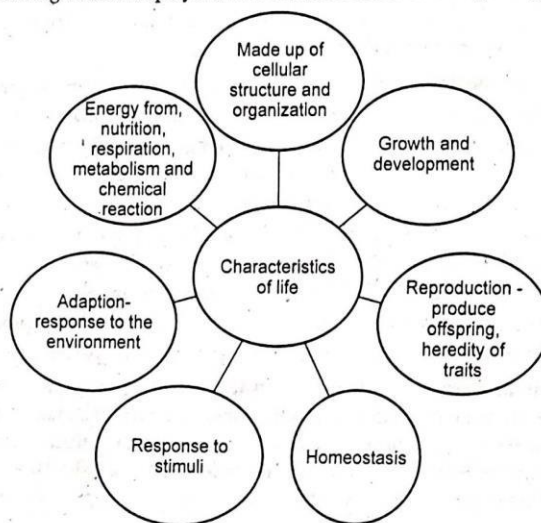 Made up of
cellular
structure and
organization
Energy from,
nutrition,
respiration,
metabolism and
chemical
reaction
Growth and
development
Characteristics
of life
Adaption-
response to the
environment
Reproduction -
produce
offspring,
heredity of
traits
Response to
stimuli
Homeostasis